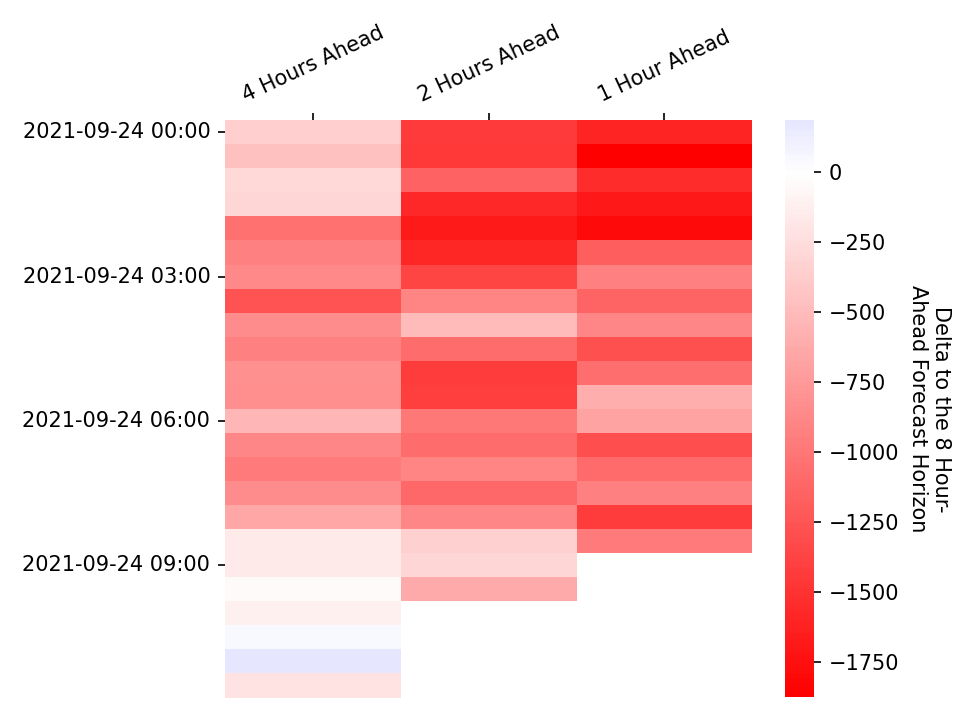 4 Hours Ahead
2 Hours Ahead
1 Hour Ahead
2021-09-24 00:00
2021-09-24 03:00
2021-09-24 06:00
2021-09-24 09:00
0
−250
−500
−750
−1000
−1250
−1500
−1750
Delta to the 8 Hour-
Ahead Forecast Horizon